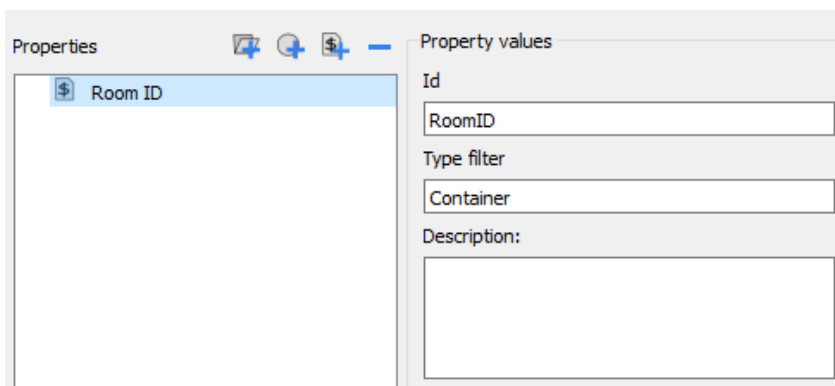 Properties
$
Room ID
Property values
Id
RoomID
Type filter
Container
Description: